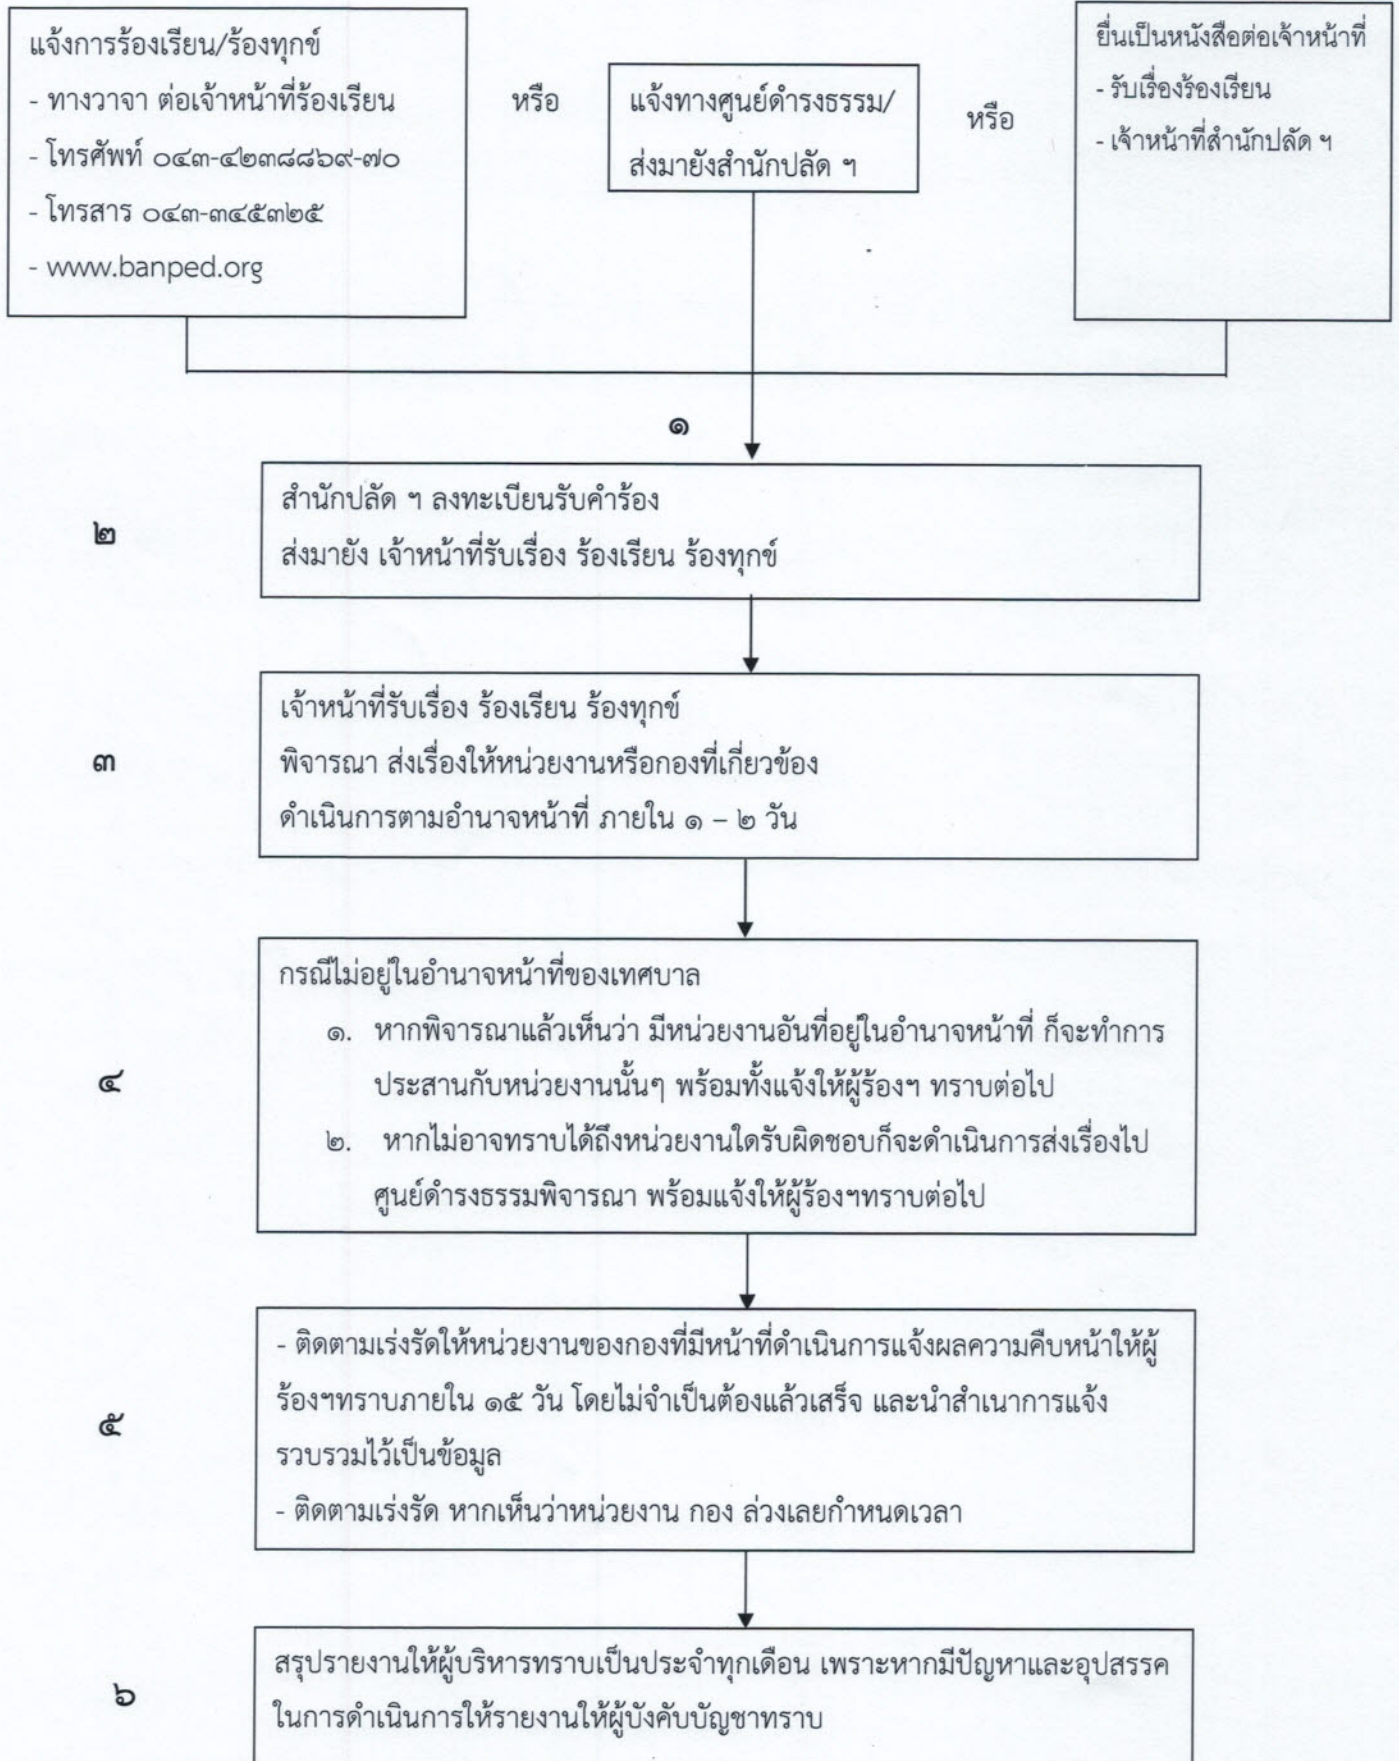 แจ้งการร้องเรียน/ร้องทุกข์
- ทางวาจา ต่อเจ้าหน้าที่ร้องเรียน
- โทรศัพท์ ๐๔๓-๔๒๓๘๘๖๙-๗๐
- โทรสาร ๐๔๓-๓๔๕๓๒๕
- www.banped.org
หรือ
แจ้งทางศูนย์ดำรงธรรม/
ส่งมายังสำนักปลัด ฯ
หรือ
ยื่นเป็นหนังสือต่อเจ้าหน้าที่
- รับเรื่องร้องเรียน
- เจ้าหน้าที่สำนักปลัด ฯ
๑
๒
สำนักปลัด ฯ ลงทะเบียนรับคำร้อง
ส่งมายัง เจ้าหน้าที่รับเรื่อง ร้องเรียน ร้องทุกข์
๓
เจ้าหน้าที่รับเรื่อง ร้องเรียน ร้องทุกข์
พิจารณา ส่งเรื่องให้หน่วยงานหรือกองที่เกี่ยวข้อง
ดำเนินการตามอำนาจหน้าที่ ภายใน ๑ – ๒ วัน
๔
กรณีไม่อยู่ในอำนาจหน้าที่ของเทศบาล
๑. หากพิจารณาแล้วเห็นว่า มีหน่วยงานอันที่อยู่ในอำนาจหน้าที่ ก็จะทำการ
ประสานกับหน่วยงานนั้นๆ พร้อมทั้งแจ้งให้ผู้ร้องฯ ทราบต่อไป
๒. หากไม่อาจทราบได้ถึงหน่วยงานใดรับผิดชอบก็จะดำเนินการส่งเรื่องไป
ศูนย์ดำรงธรรมพิจารณา พร้อมแจ้งให้ผู้ร้องฯทราบต่อไป
๕
- ติดตามเร่งรัดให้หน่วยงานของกองที่มีหน้าที่ดำเนินการแจ้งผลความคืบหน้าให้ผู้
ร้องฯทราบภายใน ๑๕ วัน โดยไม่จำเป็นต้องแล้วเสร็จ และนำสำเนาการแจ้ง
รวบรวมไว้เป็นข้อมูล
- ติดตามเร่งรัด หากเห็นว่าหน่วยงาน กอง ล่วงเลยกำหนดเวลา
๖
สรุปรายงานให้ผู้บริหารทราบเป็นประจำทุกเดือน เพราะหากมีปัญหาและอุปสรรค
ในการดำเนินการให้รายงานให้ผู้บังคับบัญชาทราบ